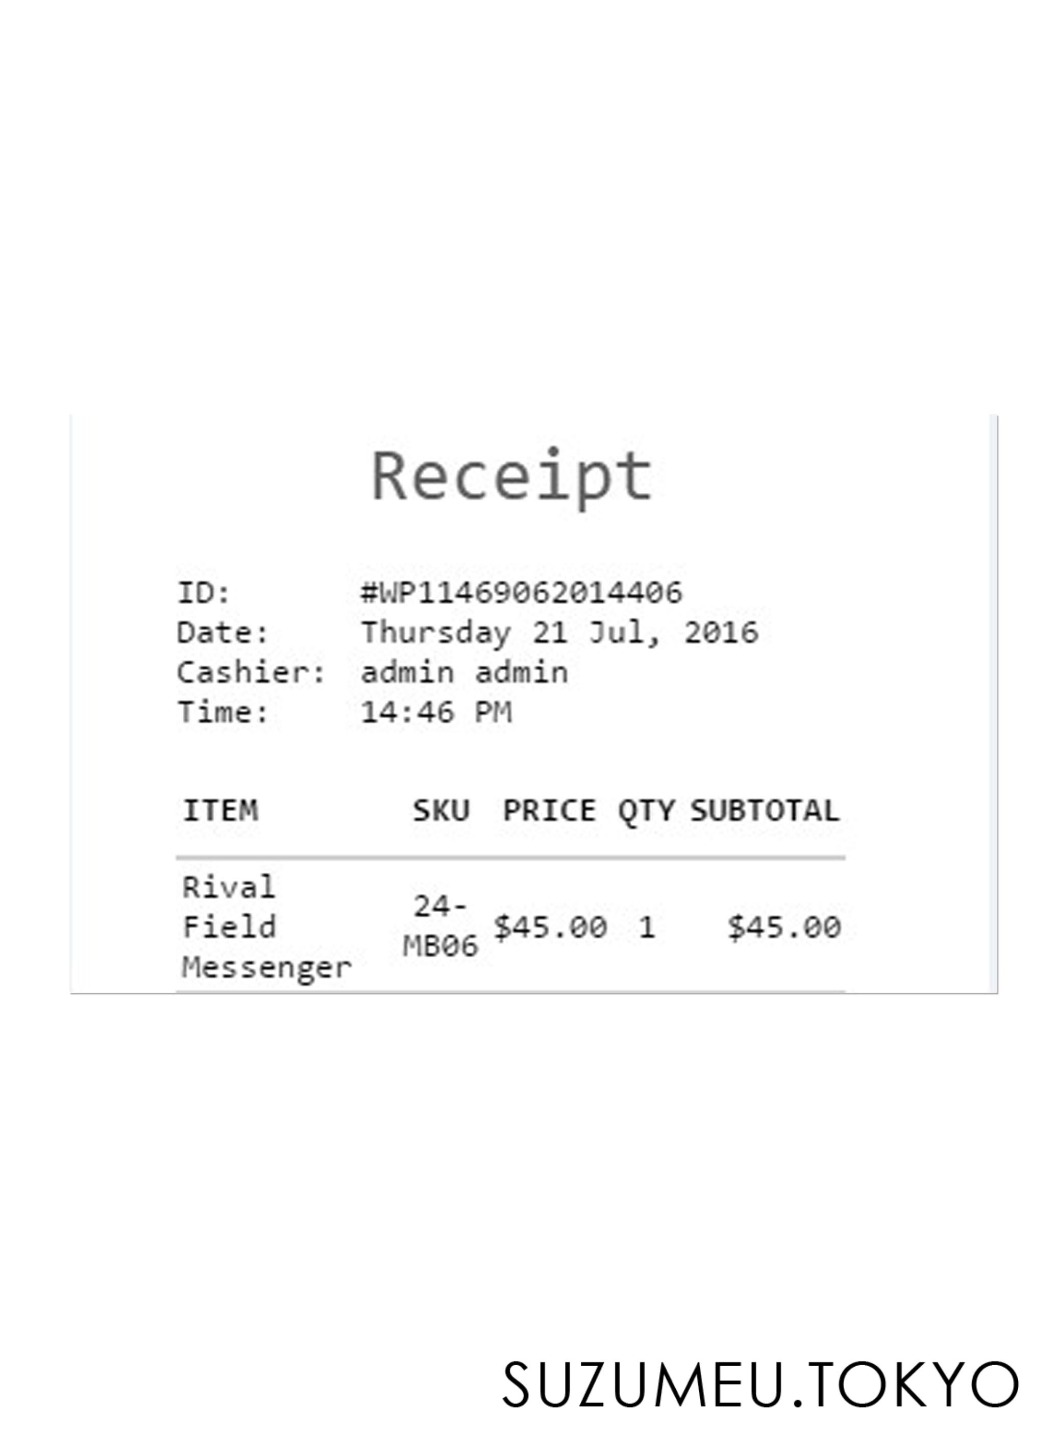 Receipt
ID: #WP11469062014406
Date: Thursday 21 Jul, 2016
Cashier: admin admin
Time: 14:46 PM
ITEM SKU PRICE QTY SUBTOTAL
Rival Field Messenger 24-MB06 $45.00 1 $45.00
SUZUMEU.TOKYO